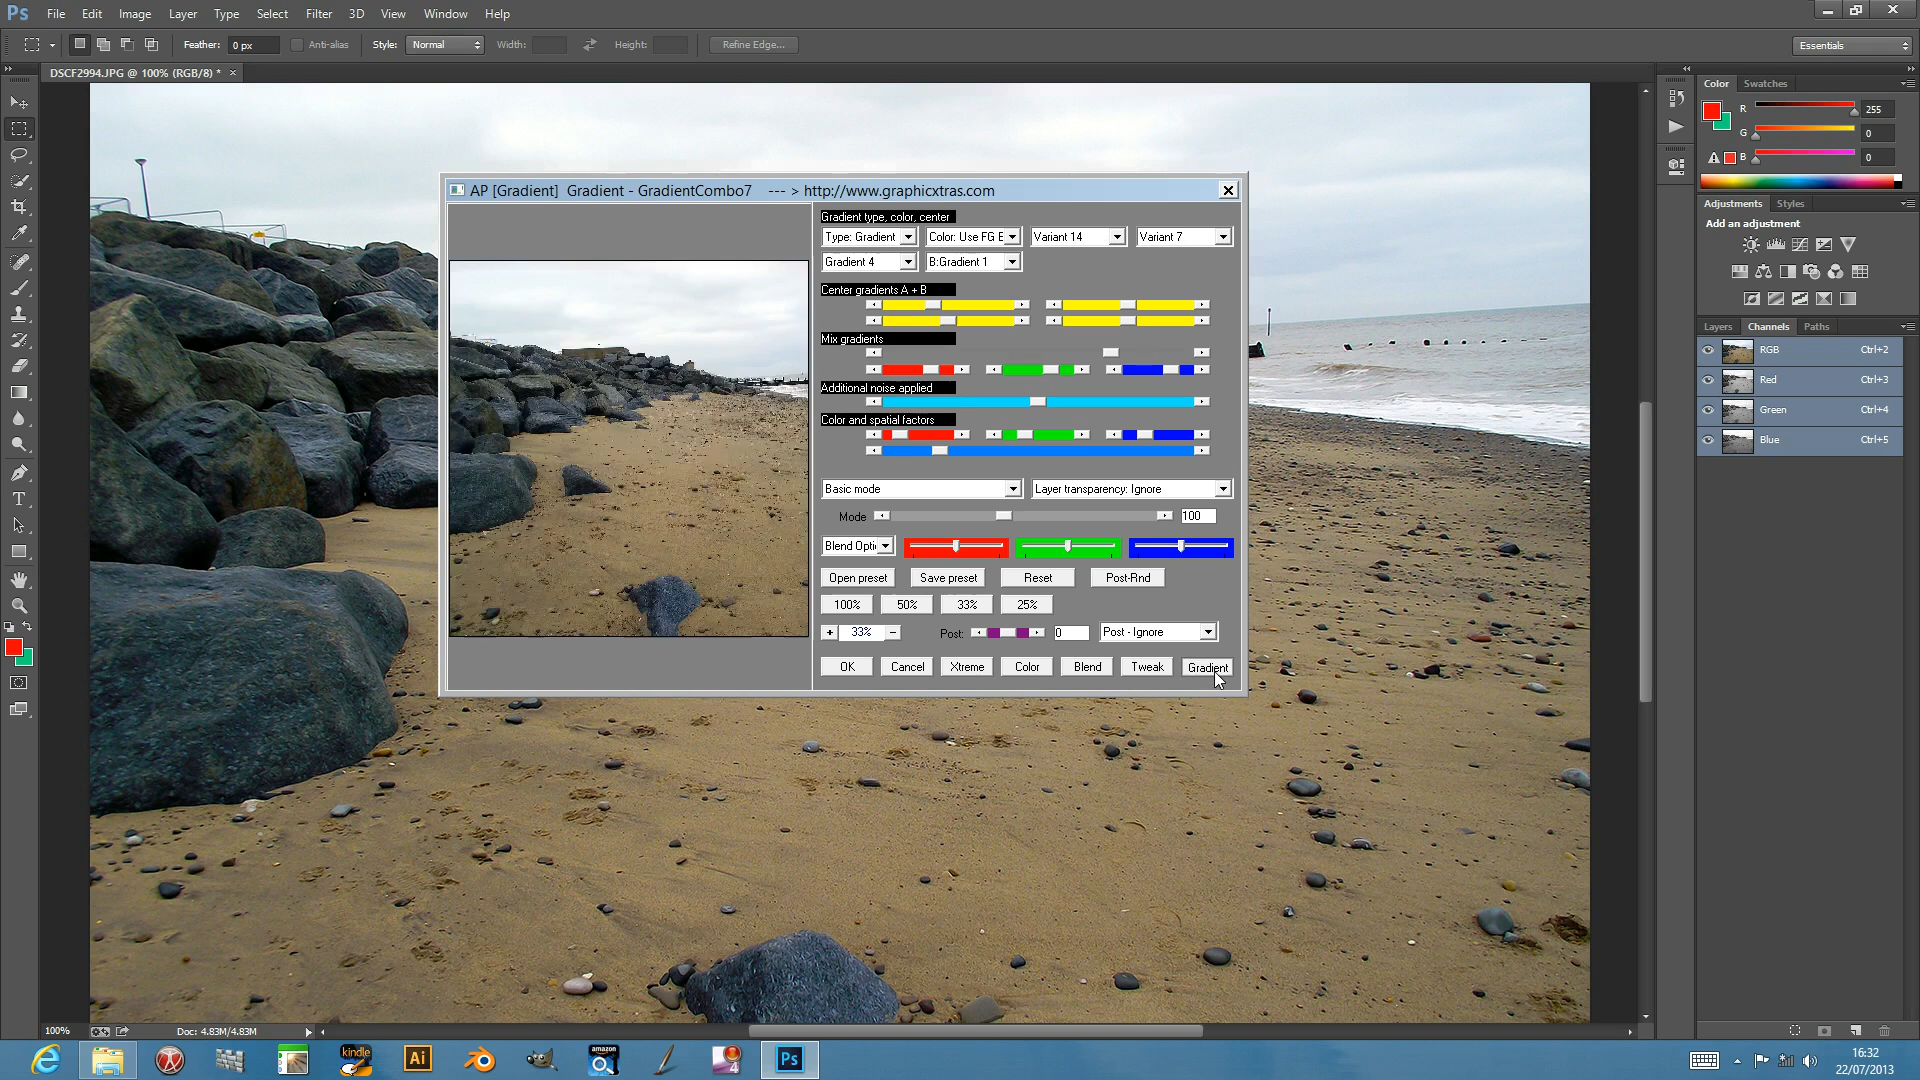 Ps File Edit Image Layer Type Select Filter 3D View Window Help
Feather: 0 px Anti-alias Style: Normal Width: Height: Refine Edge... Essentials
DSCF2994.JPG @ 100% (RGB/8) * ×
AP [Gradient] Gradient - GradientCombo7 --- > http://www.graphicxtras.com
Gradient type, color, center
Type: Gradient Color: Use FG E Variant 14 Variant 7
Gradient 4 B:Gradient 1
Center gradients A + B
Mix gradients
Additional noise applied
Color and spatial factors
Basic mode Layer transparency: Ignore
Mode 100
Blend Opti
Open preset Save preset Reset Post-Rnd
100% 50% 33% 25%
+ 33% − Post: 0 Post - Ignore
OK Cancel Xtreme Color Blend Tweak Gradient
Color Swatches
R 255
G 0
B 0
Adjustments Styles
Add an adjustment
Layers Channels Paths
RGB Ctrl+2
Red Ctrl+3
Green Ctrl+4
Blue Ctrl+5
100% Doc: 4.83M/4.83M
kindle Ai amazon 4 Ps
16:32
22/07/2013